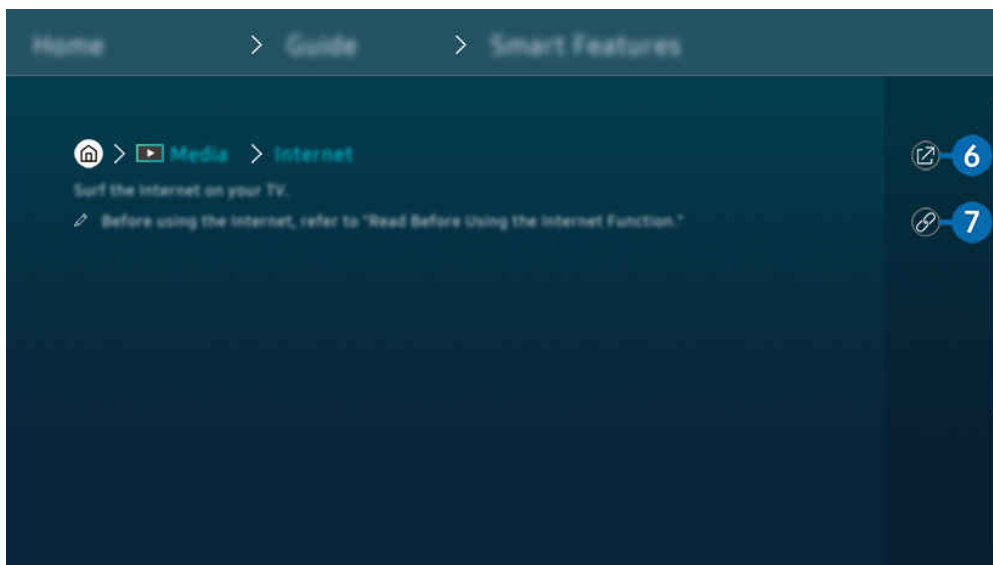 Home > Guide > Smart Features
> Media > Internet
6
Surf the Internet on your TV.
Before using the Internet, refer to "Read Before Using the Internet Function."
7